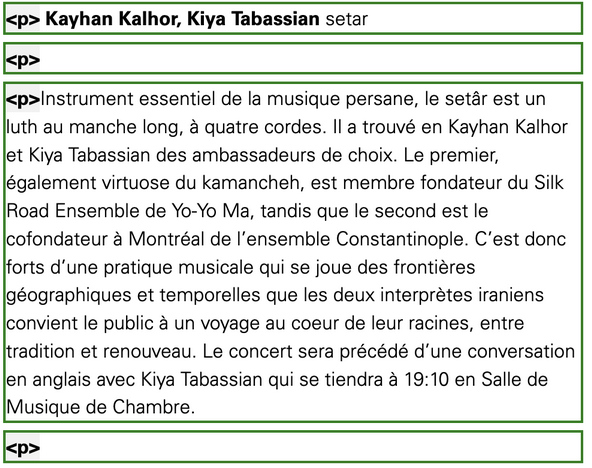 <p> Kayhan Kalhor, Kiya Tabassian setar
<p>
<p>Instrument essentiel de la musique persane, le setâr est un
luth au manche long, à quatre cordes. Il a trouvé en Kayhan Kalhor
et Kiya Tabassian des ambassadeurs de choix. Le premier,
également virtuose du kamancheh, est membre fondateur du Silk
Road Ensemble de Yo-Yo Ma, tandis que le second est le
cofondateur à Montréal de l’ensemble Constantinople. C’est donc
forts d’une pratique musicale qui se joue des frontières
géographiques et temporelles que les deux interprètes iraniens
convient le public à un voyage au coeur de leur racines, entre
tradition et renouveau. Le concert sera précédé d’une conversation
en anglais avec Kiya Tabassian qui se tiendra à 19:10 en Salle de
Musique de Chambre.
<p>